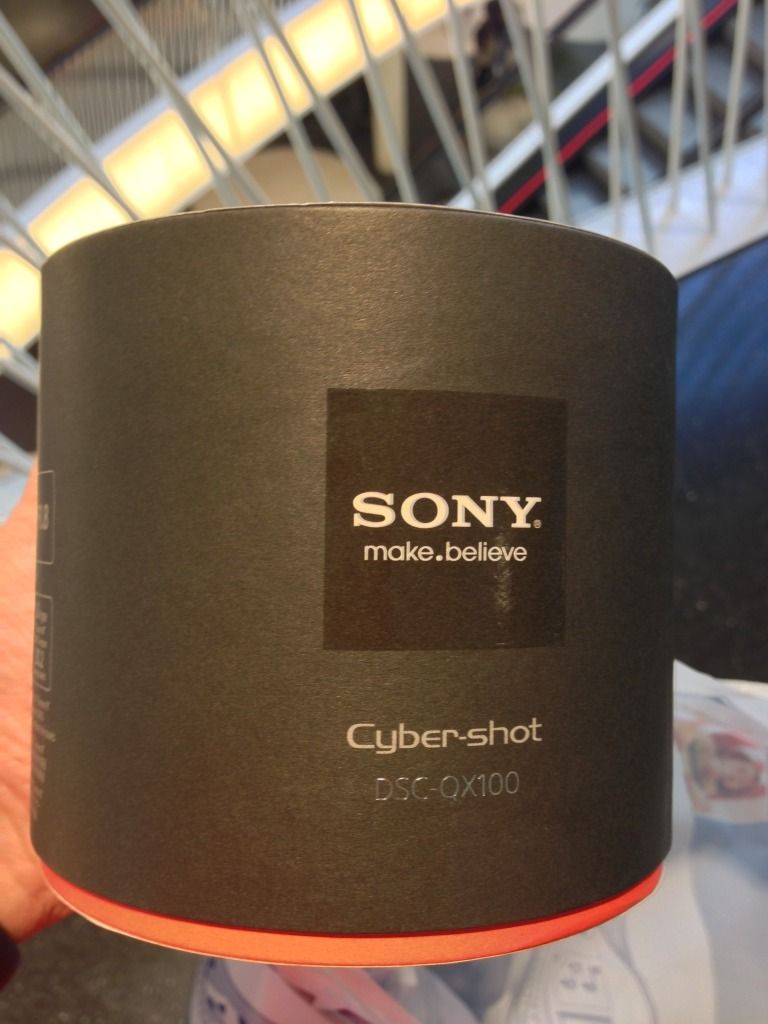 SONY®
make.believe
Cyber-shot
DSC-QX100